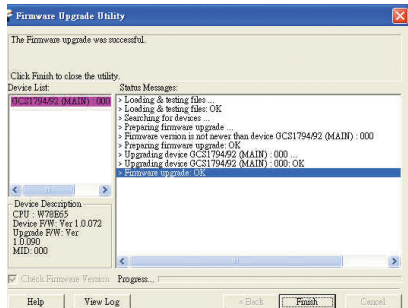 Firmware Upgrade Utility
The Firmware upgrade was successful.
Click Finish to close the utility.
Device List:
Status Messages:
GCS1794/92 (MAIN) : 000
> Loading & testing files ...
> Loading & testing files: OK
> Searching for devices ...
> Preparing firmware upgrade ...
> Firmware version is not newer than device GCS1794/92 (MAIN) : 000
> Preparing firmware upgrade: OK
> Upgrading device GCS1794/92 (MAIN) : 000 ...
> Upgrading device GCS1794/92 (MAIN) : 000: OK
> Firmware upgrade: OK
Device Description
CPU : W78E65
Device F/W: Ver 1.0.072
Upgrade F/W: Ver
1.0.090
MID: 000
Check Firmware Version
Progress...
Help
View Log
< Back
Finish
Cancel